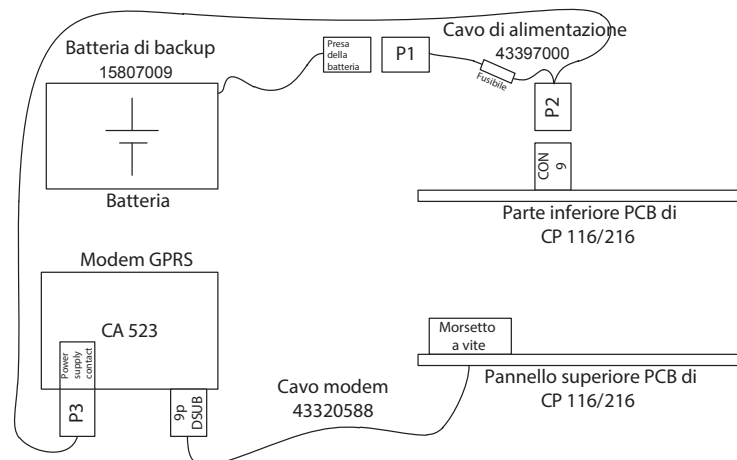 Batteria di backup
15807009
Presa
della
batteria
P1
Cavo di alimentazione
43397000
Fusibile
P2
CON
9
Batteria
Parte inferiore PCB di
CP 116/216
Modem GPRS
CA 523
Power
supply
contact
P3
9p
DSUB
Cavo modem
43320588
Morsetto
a vite
Pannello superiore PCB di
CP 116/216